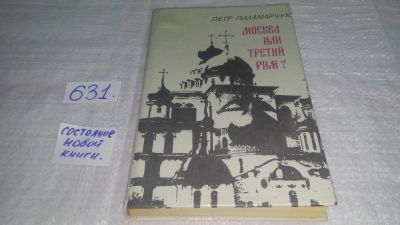 ПЕТР ПАЛАМАРЧУК
МОСКВА
ИЛИ
ТРЕТИЙ
РИМ?
631.
СОСТОЯНИЕ
НОВОЙ
КНИГИ.